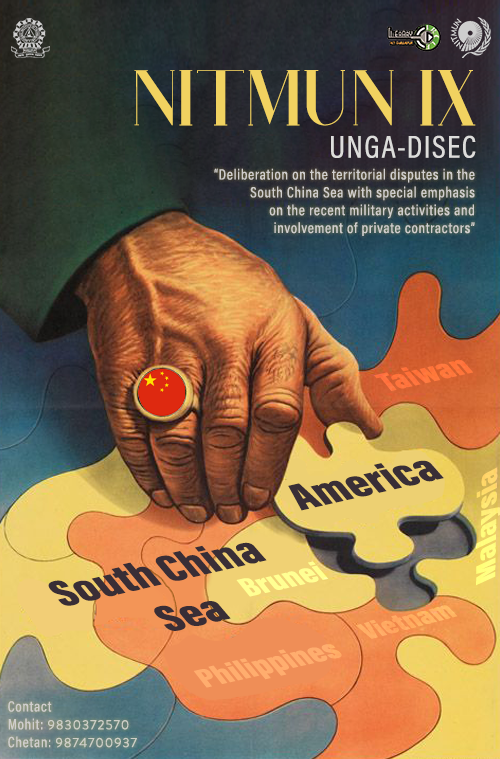 NITMUN IX
UNGA-DISEC
"Deliberation on the territorial disputes in the
South China Sea with special emphasis
on the recent military activities and
involvement of private contractors"
Taiwan
America
Malaysia
South China
Sea
Brunei
Vietnam
Philippines
Contact
Mohit: 9830372570
Chetan: 9874700937